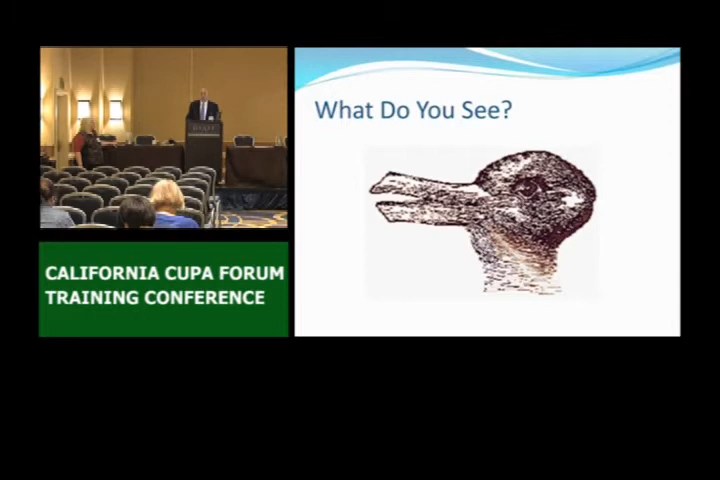 What Do You See?
CALIFORNIA CUPA FORUM
TRAINING CONFERENCE